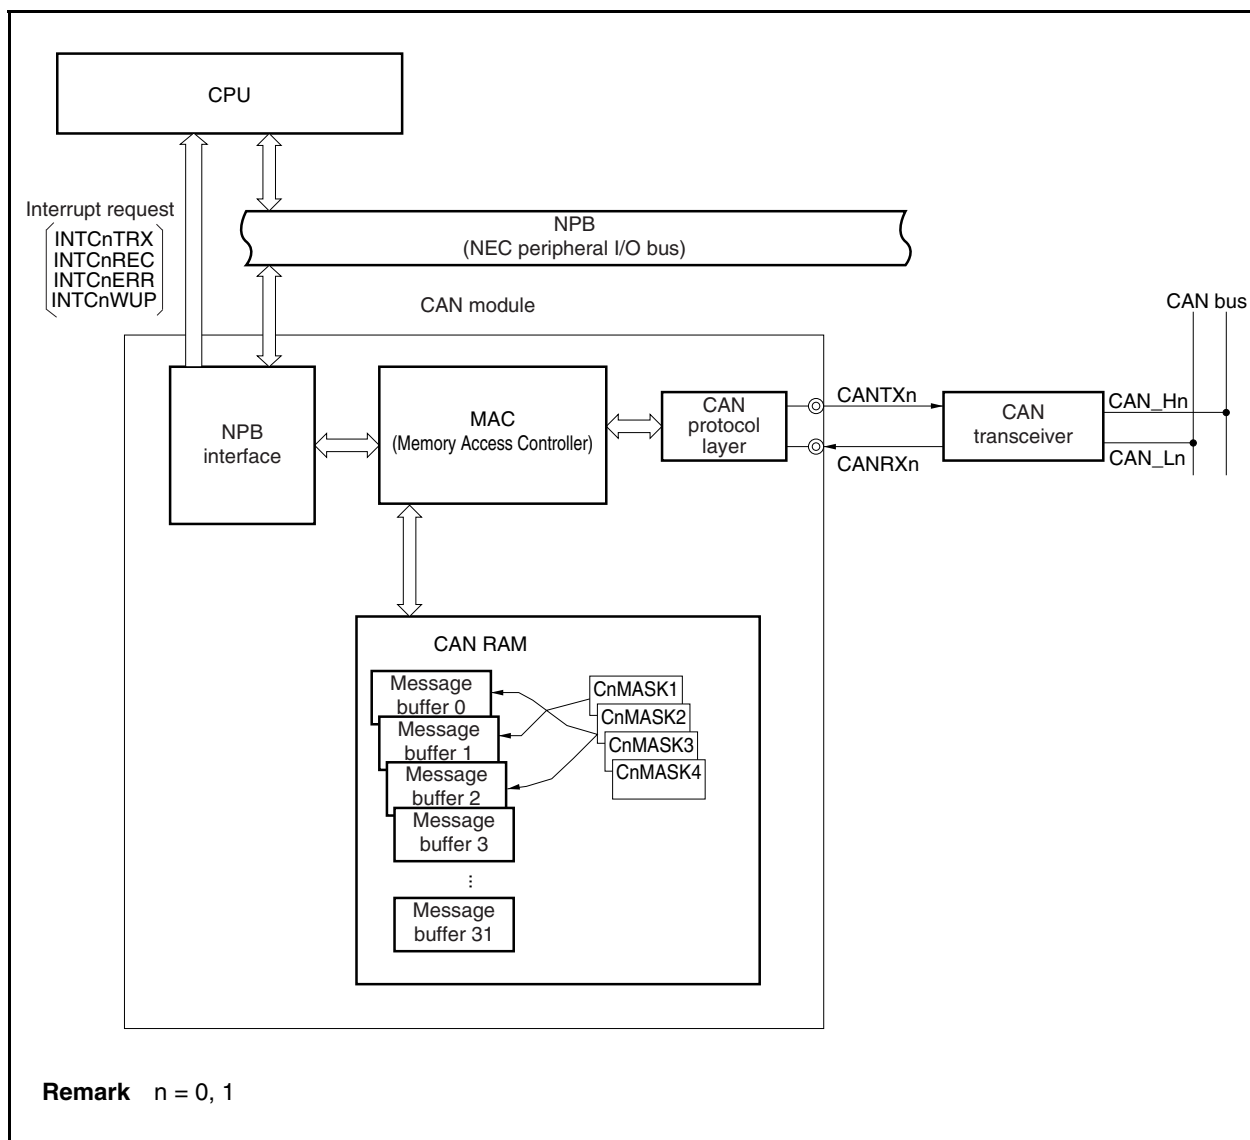 CPU
Interrupt request
INTCnTRX
INTCnREC
INTCnERR
INTCnWUP
NPB
(NEC peripheral I/O bus)
CAN module
CAN bus
NPB
interface
MAC
(Memory Access Controller)
CAN
protocol
layer
CANTXn
CANRXn
CAN
transceiver
CAN_Hn
CAN_Ln
CAN RAM
Message
buffer 0
Message
buffer 1
Message
buffer 2
Message
buffer 3
...
Message
buffer 31
CnMASK1
CnMASK2
CnMASK3
CnMASK4
Remark n = 0, 1